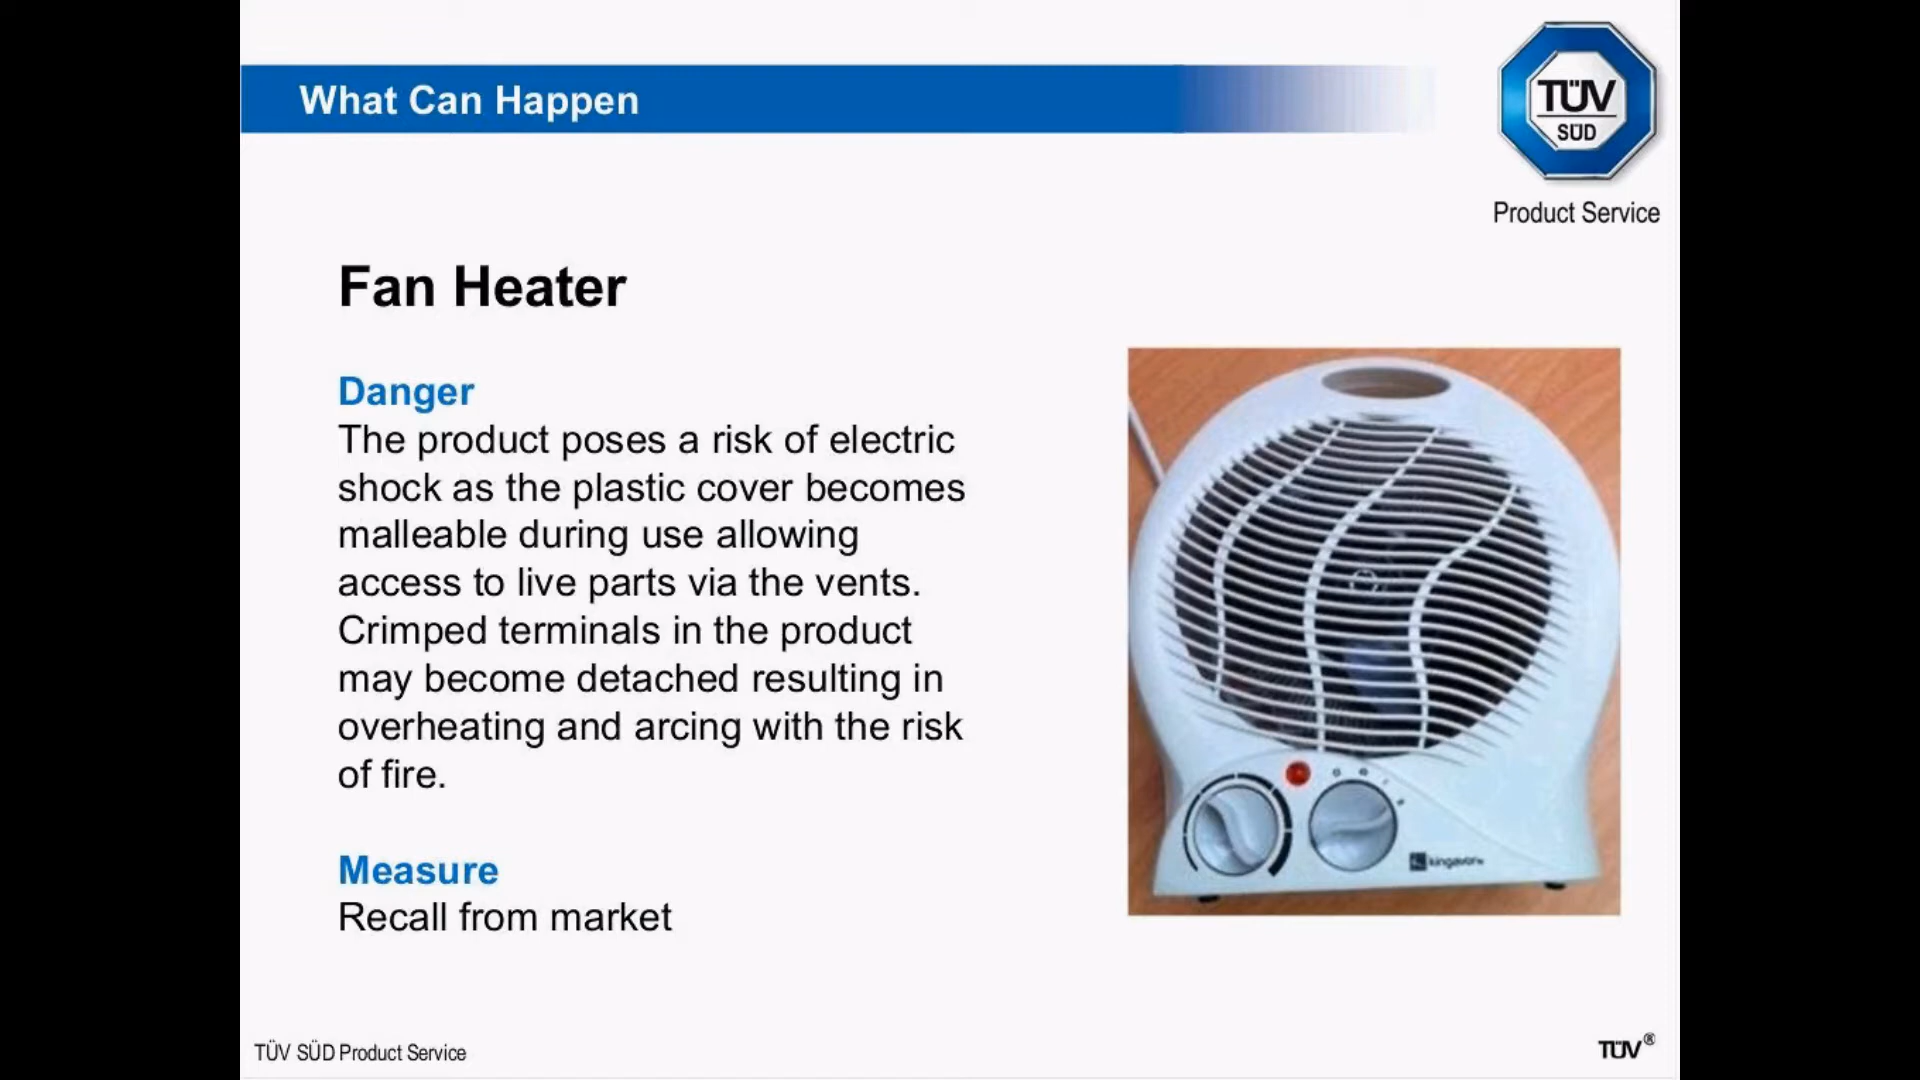 What Can Happen
TÜV
SÜD
Product Service
Fan Heater
Danger
The product poses a risk of electric
shock as the plastic cover becomes
malleable during use allowing
access to live parts via the vents.
Crimped terminals in the product
may become detached resulting in
overheating and arcing with the risk
of fire.
Measure
Recall from market
TÜV SÜD Product Service
TÜV®